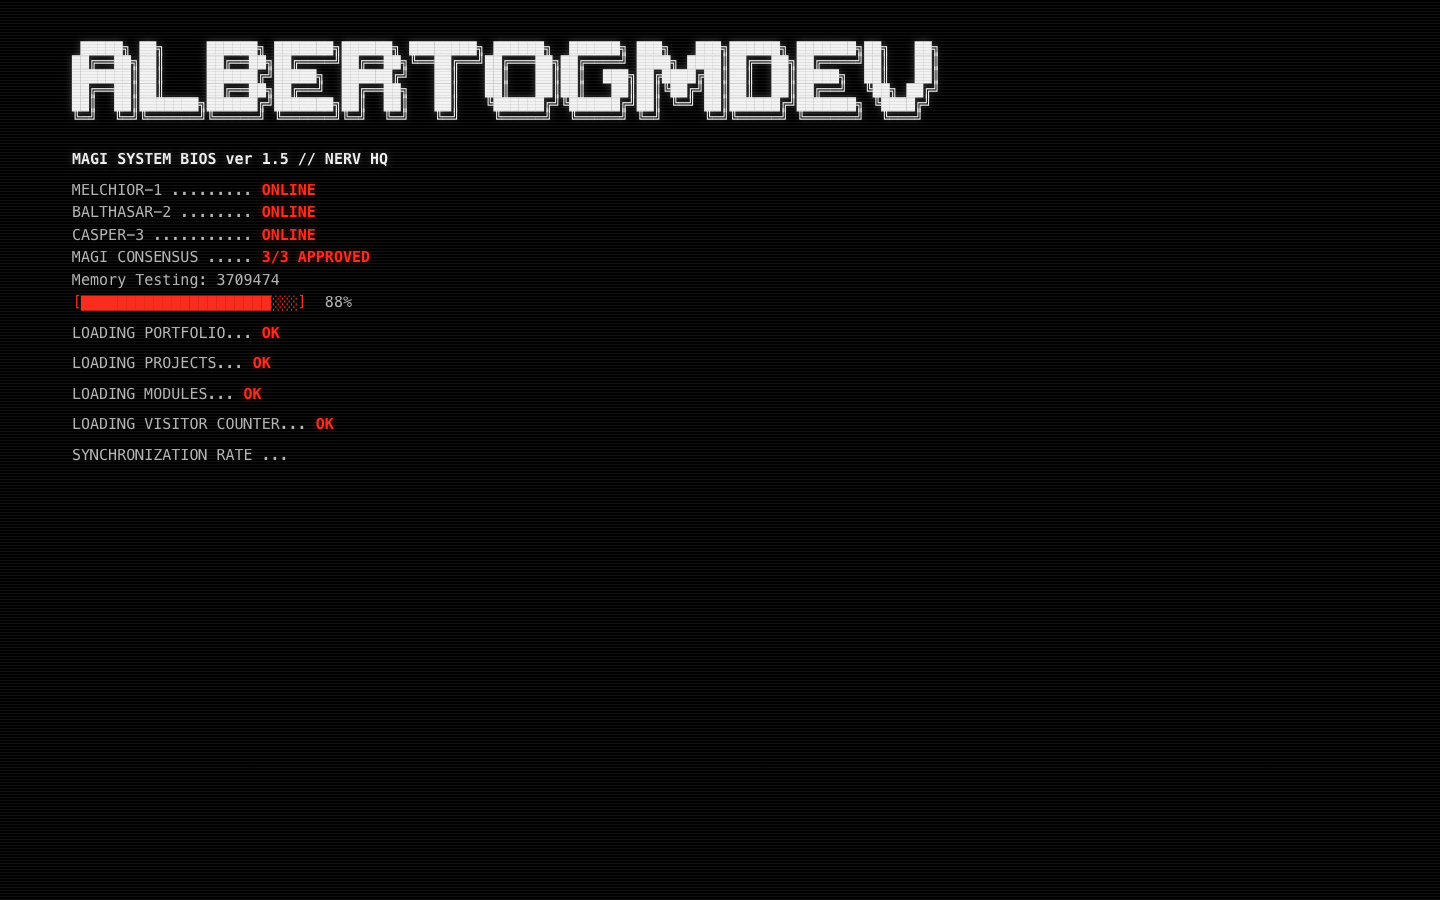 ALBERTOGMDEV
MAGI SYSTEM BIOS ver 1.5 // NERV HQ
MELCHIOR-1 ......... ONLINE
BALTHASAR-2 ........ ONLINE
CASPER-3 ........... ONLINE
MAGI CONSENSUS ..... 3/3 APPROVED
Memory Testing: 3709474
[█████████████████████░░░] 88%
LOADING PORTFOLIO... OK
LOADING PROJECTS... OK
LOADING MODULES... OK
LOADING VISITOR COUNTER... OK
SYNCHRONIZATION RATE ...